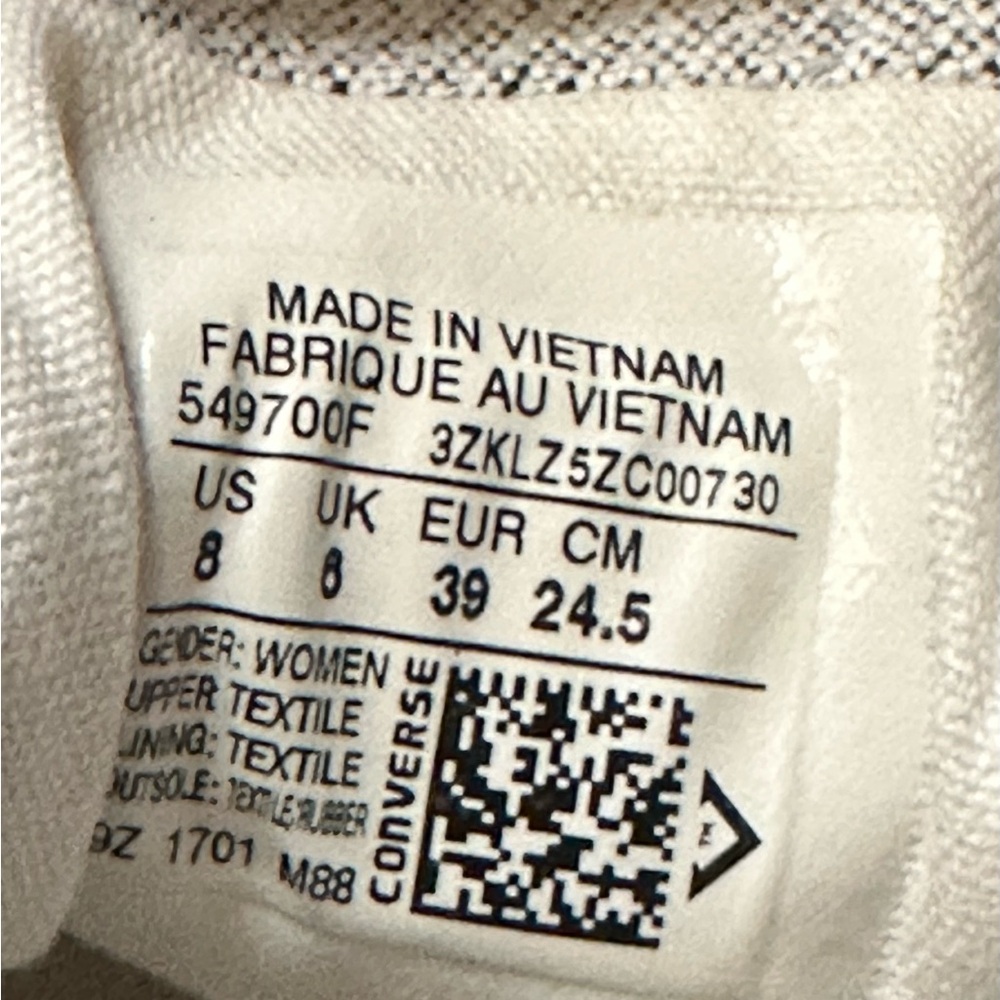 MADE IN VIETNAM
FABRIQUE AU VIETNAM
549700F 3ZKLZ5ZC00730
US UK EUR CM
8 6 39 24.5
GENDER: WOMEN
UPPER TEXTILE
LINING: TEXTILE
OUTSOLE: TEXTILE/RUBBER
9Z 1701 M88
CONVERSE